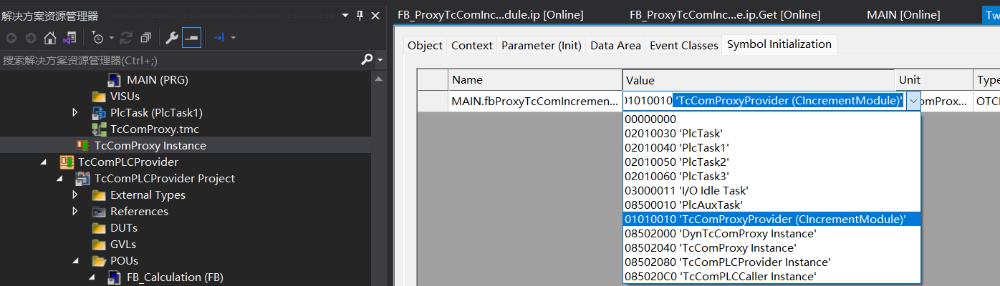 解决方案资源管理器
搜索解决方案资源管理器(Ctrl+;)
MAIN (PRG)
VISUs
PlcTask (PlcTask1)
TcComProxy.tmc
TcComProxy Instance
TcComPLCProvider
TcComPLCProvider Project
External Types
References
DUTs
GVLs
POUs
FB_Calculation (FB)
FB_ProxyTcComInc...dule.ip [Online] FB_ProxyTcComInc...e.ip.Get [Online] MAIN [Online] Tw
Object Context Parameter (Init) Data Area Event Classes Symbol Initialization
Name Value Unit Type
MAIN.fbProxyTcComIncremen... 01010010 'TcComProxyProvider (CIncrementModule)' omProx... OTC
00000000
02010030 'PlcTask'
02010040 'PlcTask1'
02010050 'PlcTask2'
02010060 'PlcTask3'
03000011 'I/O Idle Task'
08500010 'PlcAuxTask'
01010010 'TcComProxyProvider (CIncrementModule)'
08502000 'DynTcComProxy Instance'
08502040 'TcComProxy Instance'
08502080 'TcComPLCProvider Instance'
085020C0 'TcComPLCCaller Instance'